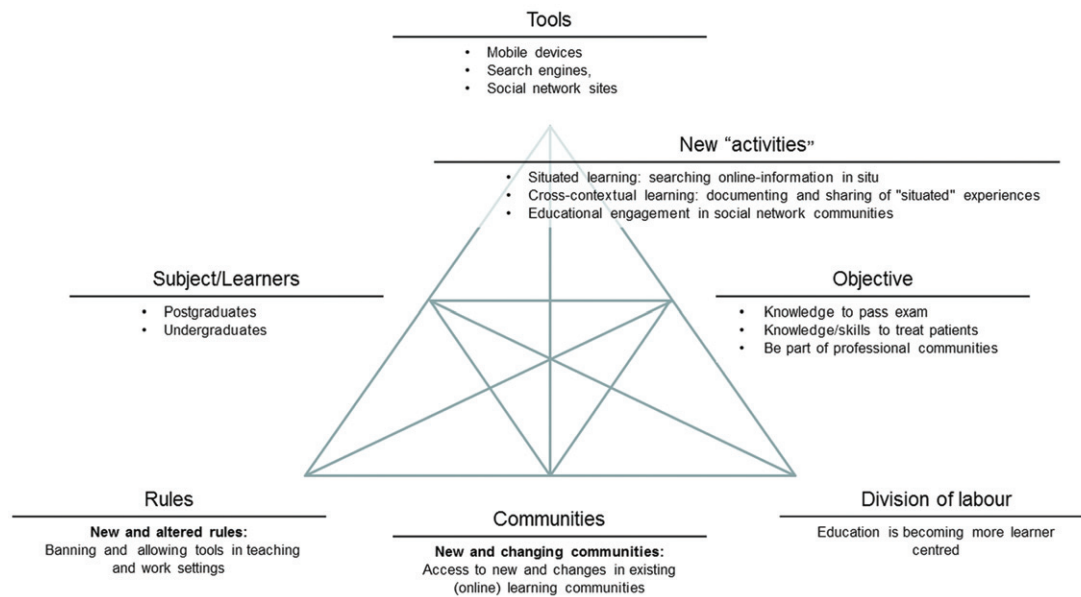 Tools
• Mobile devices
• Search engines,
• Social network sites
New "activities"
• Situated learning: searching online-information in situ
• Cross-contextual learning: documenting and sharing of "situated" experiences
• Educational engagement in social network communities
Subject/Learners
• Postgraduates
• Undergraduates
Objective
• Knowledge to pass exam
• Knowledge/skills to treat patients
• Be part of professional communities
Rules
New and altered rules:
Banning and allowing tools in teaching
and work settings
Communities
New and changing communities:
Access to new and changes in existing
(online) learning communities
Division of labour
Education is becoming more learner
centred